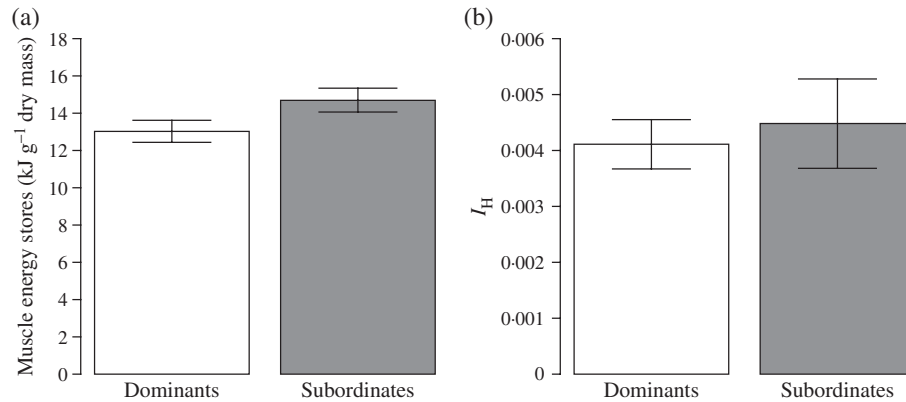 (a)
Muscle energy stores (kJ g⁻¹ dry mass)
18
16
14
12
10
8
6
4
2
0
Dominants
Subordinates
(b)
I_H
0·006
0·005
0·004
0·003
0·002
0·001
0
Dominants
Subordinates